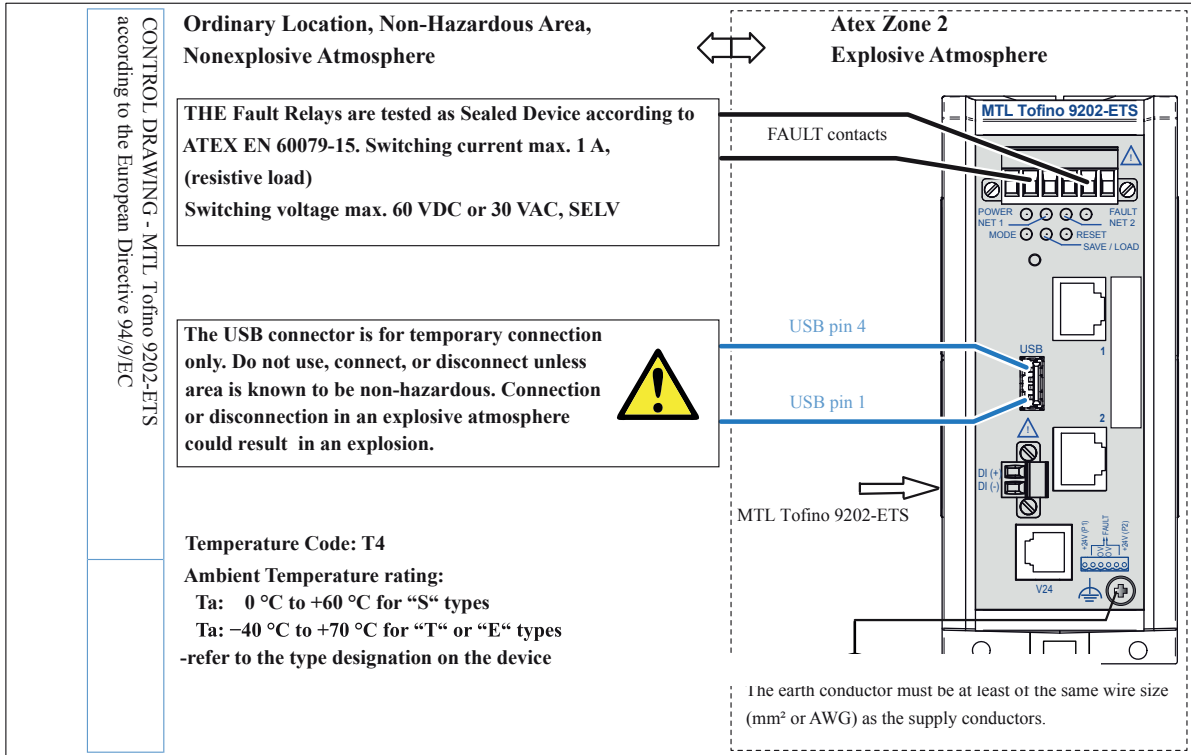 CONTROL DRAWING - MTL Tofino 9202-ETS
according to the European Directive 94/9/EC
Ordinary Location, Non-Hazardous Area,
Nonexplosive Atmosphere
Atex Zone 2
Explosive Atmosphere
THE Fault Relays are tested as Sealed Device according to
ATEX EN 60079-15. Switching current max. 1 A,
(resistive load)
Switching voltage max. 60 VDC or 30 VAC, SELV
FAULT contacts
MTL Tofino 9202-ETS
POWER
FAULT
NET 1
NET 2
MODE
RESET
SAVE / LOAD
The USB connector is for temporary connection
only. Do not use, connect, or disconnect unless
area is known to be non-hazardous. Connection
or disconnection in an explosive atmosphere
could result in an explosion.
USB pin 4
USB pin 1
1
USB
2
DI (+)
DI (-)
MTL Tofino 9202-ETS
+24V (P1)
0V
FAULT
0V
+24V (P2)
V24
Temperature Code: T4
Ambient Temperature rating:
Ta: 0 °C to +60 °C for “S“ types
Ta: −40 °C to +70 °C for “T“ or “E“ types
-refer to the type designation on the device
The earth conductor must be at least of the same wire size
(mm² or AWG) as the supply conductors.